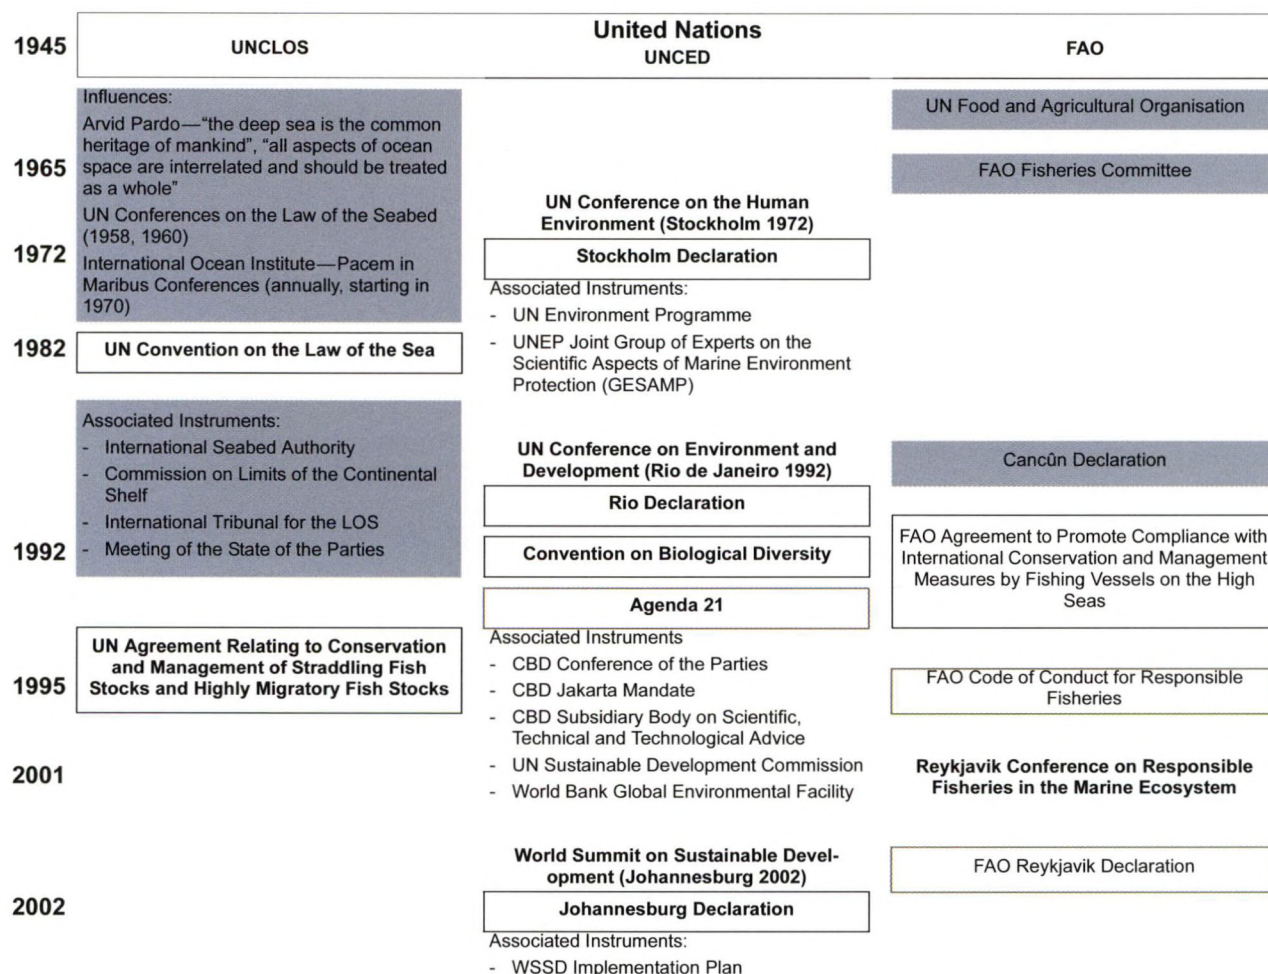 United Nations
1945
UNCLOS
UNCED
FAO
Influences:
Arvid Pardo—“the deep sea is the common
heritage of mankind”, “all aspects of ocean
space are interrelated and should be treated
as a whole”
UN Conferences on the Law of the Seabed
(1958, 1960)
International Ocean Institute—Pacem in
Maribus Conferences (annually, starting in
1970)
1965
1972
1982
UN Convention on the Law of the Sea
Associated Instruments:
- International Seabed Authority
- Commission on Limits of the Continental
Shelf
- International Tribunal for the LOS
- Meeting of the State of the Parties
1992
UN Agreement Relating to Conservation
and Management of Straddling Fish
Stocks and Highly Migratory Fish Stocks
1995
2001
2002
UN Conference on the Human
Environment (Stockholm 1972)
Stockholm Declaration
Associated Instruments:
- UN Environment Programme
- UNEP Joint Group of Experts on the
Scientific Aspects of Marine Environment
Protection (GESAMP)
UN Conference on Environment and
Development (Rio de Janeiro 1992)
Rio Declaration
Convention on Biological Diversity
Agenda 21
Associated Instruments
- CBD Conference of the Parties
- CBD Jakarta Mandate
- CBD Subsidiary Body on Scientific,
Technical and Technological Advice
- UN Sustainable Development Commission
- World Bank Global Environmental Facility
World Summit on Sustainable Devel-
opment (Johannesburg 2002)
Johannesburg Declaration
Associated Instruments:
- WSSD Implementation Plan
UN Food and Agricultural Organisation
FAO Fisheries Committee
Cancûn Declaration
FAO Agreement to Promote Compliance with
International Conservation and Management
Measures by Fishing Vessels on the High
Seas
FAO Code of Conduct for Responsible
Fisheries
Reykjavik Conference on Responsible
Fisheries in the Marine Ecosystem
FAO Reykjavik Declaration